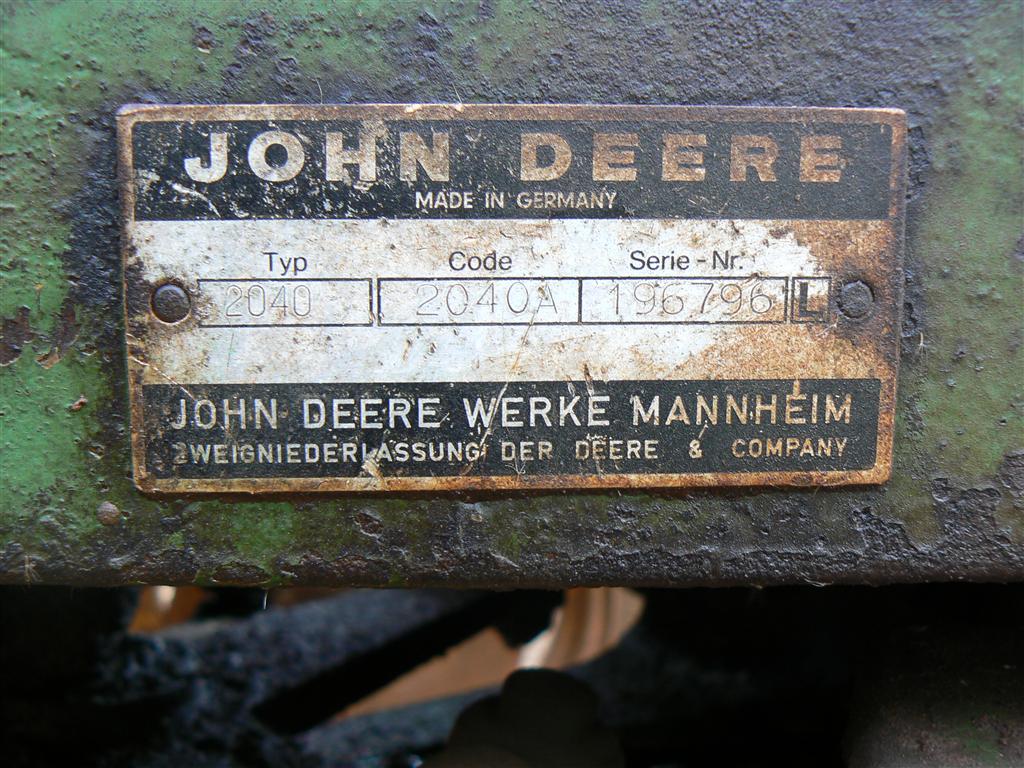 JOHN DEERE
MADE IN GERMANY
Typ Code Serie-Nr.
2040 2040A 196796 L
JOHN DEERE WERKE MANNHEIM
ZWEIGNIEDERLASSUNG DER DEERE & COMPANY